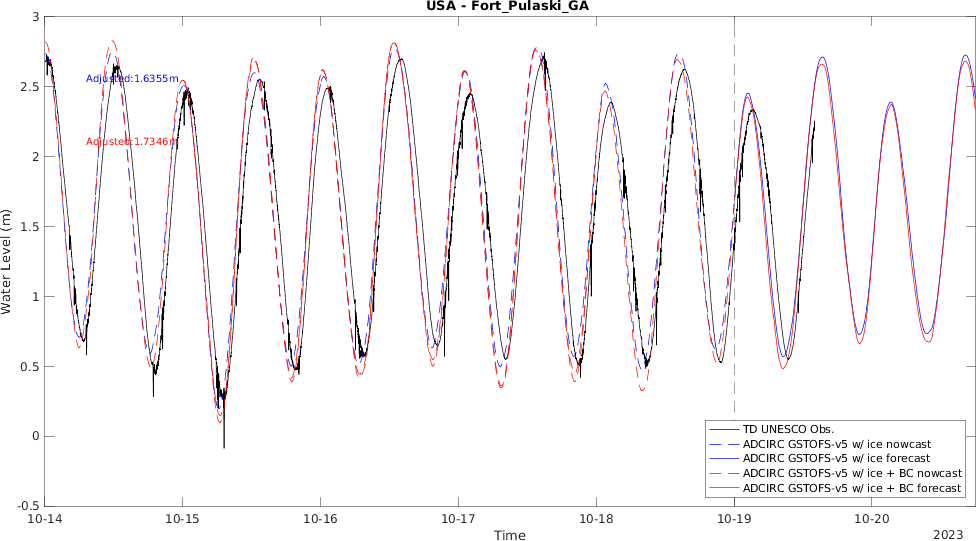 USA - Fort_Pulaski_GA
3
2.5
2
1.5
1
0.5
0
-0.5
Water Level (m)
Adjusted:1.6355m
Adjusted:1.7346m
TD UNESCO Obs.
ADCIRC GSTOFS-v5 w/ ice nowcast
ADCIRC GSTOFS-v5 w/ ice forecast
ADCIRC GSTOFS-v5 w/ ice + BC nowcast
ADCIRC GSTOFS-v5 w/ ice + BC forecast
10-14 10-15 10-16 10-17 10-18 10-19 10-20
Time
2023